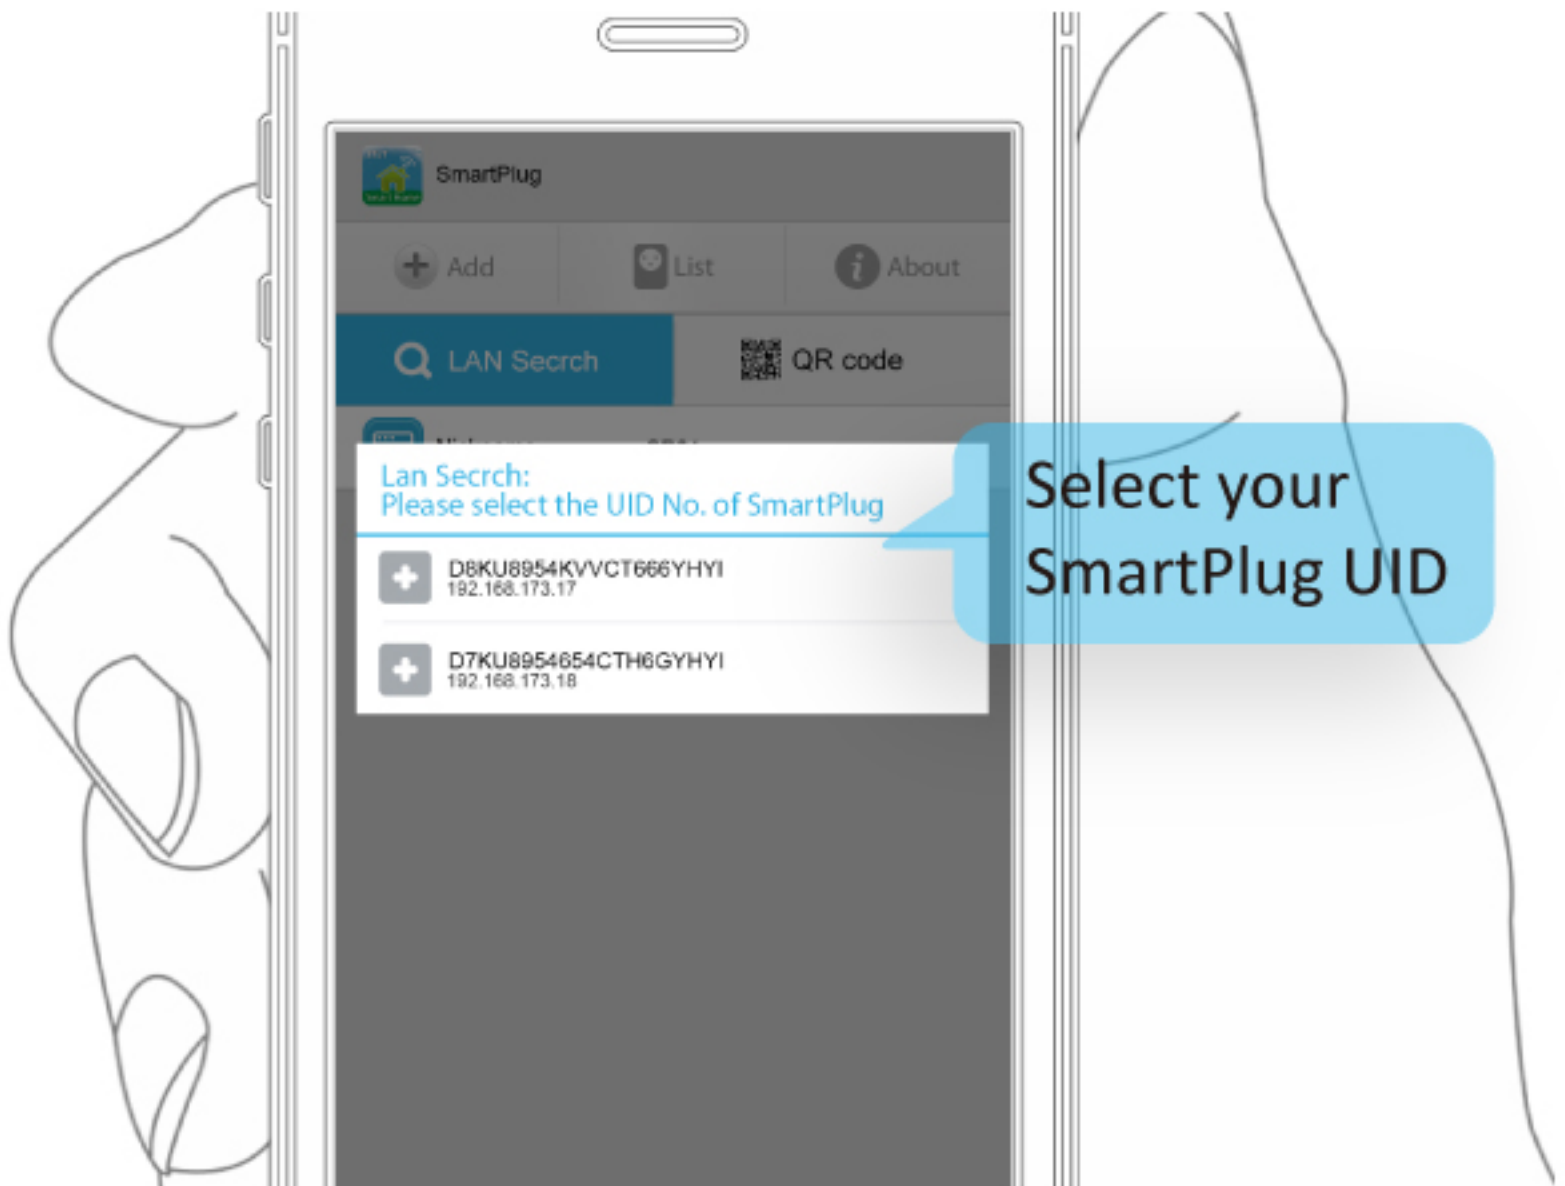 SmartPlug
Add
List
About
LAN Secrch
QR code
Lan Secrch:
Please select the UID No. of SmartPlug
D8KU8954KVVCT666YHYI
192.168.173.17
D7KU8954654CTH6GYHYI
192.168.173.18
Select your
SmartPlug UID